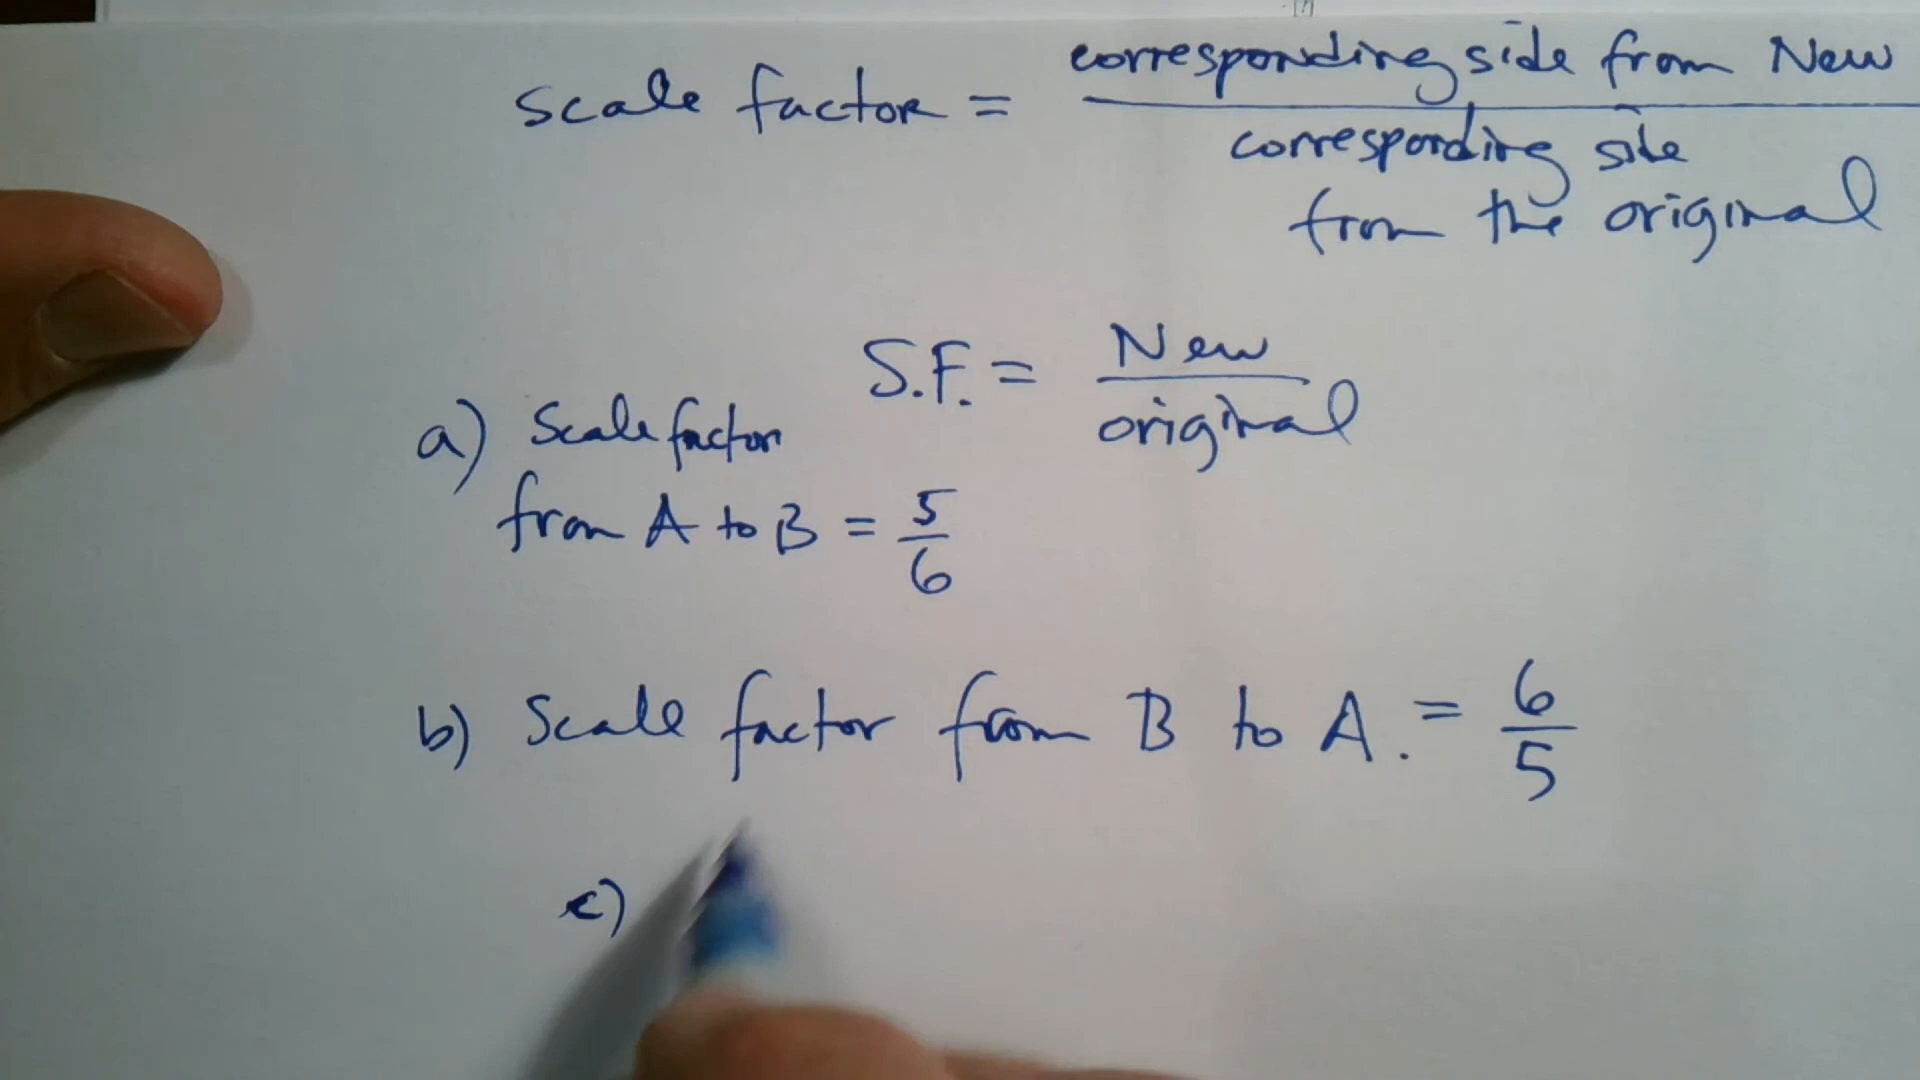 scale factor = corresponding side from New
corresponding side
from the original
S.F. = New
original
a) Scale factor
from A to B = 5
6
b) Scale factor from B to A. = 6
5
c)